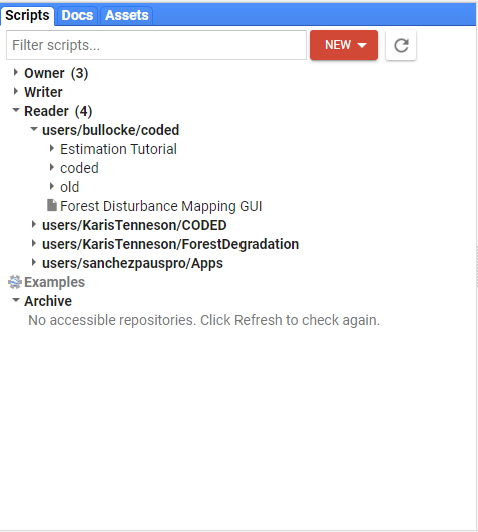 Scripts Docs Assets
Filter scripts... NEW
Owner (3)
Writer
Reader (4)
users/bullocke/coded
Estimation Tutorial
coded
old
Forest Disturbance Mapping GUI
users/KarisTenneson/CODED
users/KarisTenneson/ForestDegradation
users/sanchezpauspro/Apps
Examples
Archive
No accessible repositories. Click Refresh to check again.